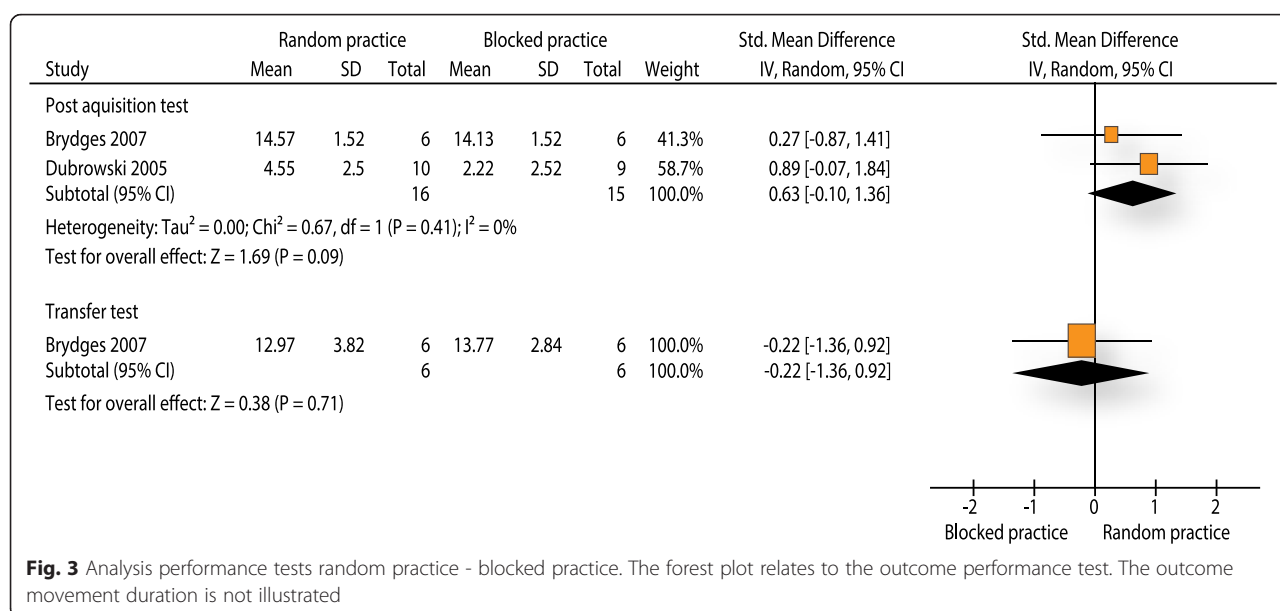 Random practice Blocked practice Std. Mean Difference Std. Mean Difference
Study Mean SD Total Mean SD Total Weight IV, Random, 95% CI IV, Random, 95% CI
Post aquisition test
Brydges 2007 14.57 1.52 6 14.13 1.52 6 41.3% 0.27 [-0.87, 1.41]
Dubrowski 2005 4.55 2.5 10 2.22 2.52 9 58.7% 0.89 [-0.07, 1.84]
Subtotal (95% CI) 16 15 100.0% 0.63 [-0.10, 1.36]
Heterogeneity: Tau² = 0.00; Chi² = 0.67, df = 1 (P = 0.41); I² = 0%
Test for overall effect: Z = 1.69 (P = 0.09)
Transfer test
Brydges 2007 12.97 3.82 6 13.77 2.84 6 100.0% -0.22 [-1.36, 0.92]
Subtotal (95% CI) 6 6 100.0% -0.22 [-1.36, 0.92]
Test for overall effect: Z = 0.38 (P = 0.71)
-2 -1 0 1 2
Blocked practice Random practice
Fig. 3 Analysis performance tests random practice - blocked practice. The forest plot relates to the outcome performance test. The outcome
movement duration is not illustrated